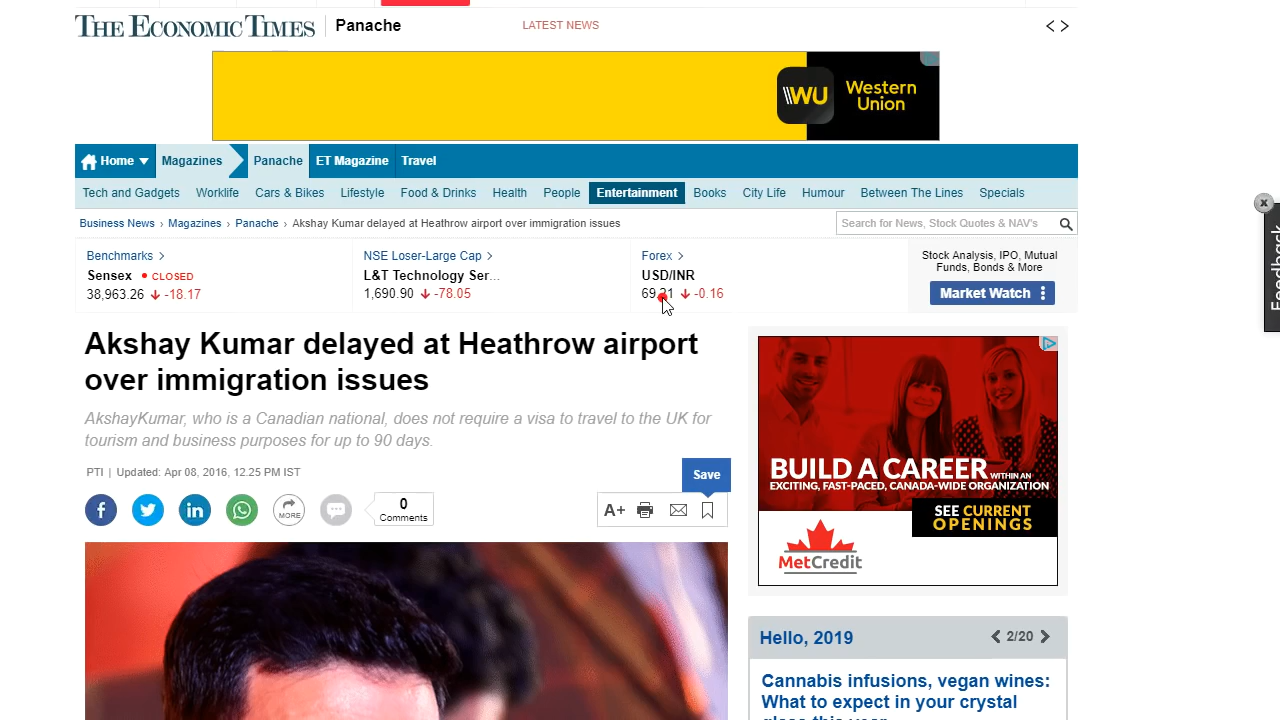 THE ECONOMIC TIMES
Panache
LATEST NEWS
WU
Western
Union
Home
Magazines
Panache
ET Magazine
Travel
Tech and Gadgets
Worklife
Cars & Bikes
Lifestyle
Food & Drinks
Health
People
Entertainment
Books
City Life
Humour
Between The Lines
Specials
Business News › Magazines › Panache › Akshay Kumar delayed at Heathrow airport over immigration issues
Search for News, Stock Quotes & NAV's
Benchmarks
Sensex • CLOSED
38,963.26 -18.17
NSE Loser-Large Cap
L&T Technology Ser...
1,690.90 -78.05
Forex
USD/INR
-0.16
Stock Analysis, IPO, Mutual
Funds, Bonds & More
Market Watch
Feedback
Akshay Kumar delayed at Heathrow airport
over immigration issues
AkshayKumar, who is a Canadian national, does not require a visa to travel to the UK for
tourism and business purposes for up to 90 days.
PTI | Updated: Apr 08, 2016, 12.25 PM IST
Save
MORE
0
Comments
A+
BUILD A CAREER WITHIN AN
EXCITING, FAST-PACED, CANADA-WIDE ORGANIZATION
SEE CURRENT
OPENINGS
MetCredit
Hello, 2019
2/20
Cannabis infusions, vegan wines:
What to expect in your crystal
glass this year